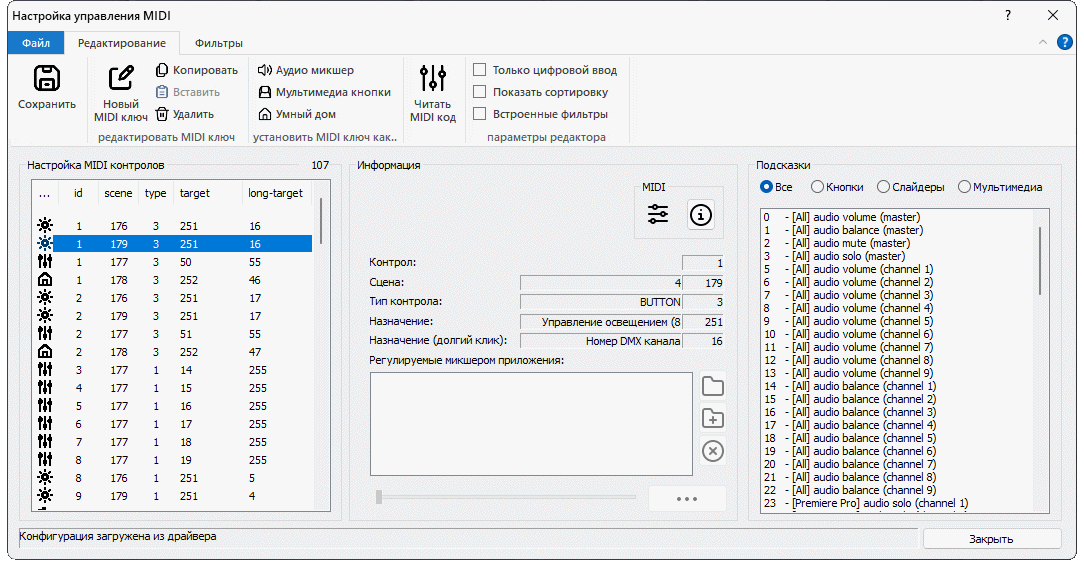 Настройка управления MIDI
?
Файл Редактирование Фильтры
?
Сохранить
Новый MIDI ключ
Копировать
Вставить
Удалить
редактировать MIDI ключ
Аудио микшер
Мультимедиа кнопки
Умный дом
установить MIDI ключ как..
Читать MIDI код
Только цифровой ввод
Показать сортировку
Встроенные фильтры
параметры редактора
Настройка MIDI контролов 107
... id scene type target long-target
1 176 3 251 16
1 179 3 251 16
1 177 3 50 55
1 178 3 252 46
2 176 3 251 17
2 179 3 251 17
2 177 3 51 55
2 178 3 252 47
3 177 1 14 255
4 177 1 15 255
5 177 1 16 255
6 177 1 17 255
7 177 1 18 255
8 177 1 19 255
8 176 1 251 5
9 179 1 251 4
Информация
MIDI
Контрол: 1
Сцена: 4 179
Тип контрола: BUTTON 3
Назначение: Управление освещением (8 251
Назначение (долгий клик): Номер DMX канала 16
Регулируемые микшером приложения:
...
Подсказки
Все Кнопки Слайдеры Мультимедиа
0 - [All] audio volume (master)
1 - [All] audio balance (master)
2 - [All] audio mute (master)
3 - [All] audio solo (master)
5 - [All] audio volume (channel 1)
6 - [All] audio volume (channel 2)
7 - [All] audio volume (channel 3)
8 - [All] audio volume (channel 4)
9 - [All] audio volume (channel 5)
10 - [All] audio volume (channel 6)
11 - [All] audio volume (channel 7)
12 - [All] audio volume (channel 8)
13 - [All] audio volume (channel 9)
14 - [All] audio balance (channel 1)
15 - [All] audio balance (channel 2)
16 - [All] audio balance (channel 3)
17 - [All] audio balance (channel 4)
18 - [All] audio balance (channel 5)
19 - [All] audio balance (channel 6)
20 - [All] audio balance (channel 7)
21 - [All] audio balance (channel 8)
22 - [All] audio balance (channel 9)
23 - [Premiere Pro] audio solo (channel 1)
Конфигурация загружена из драйвера
Закрыть